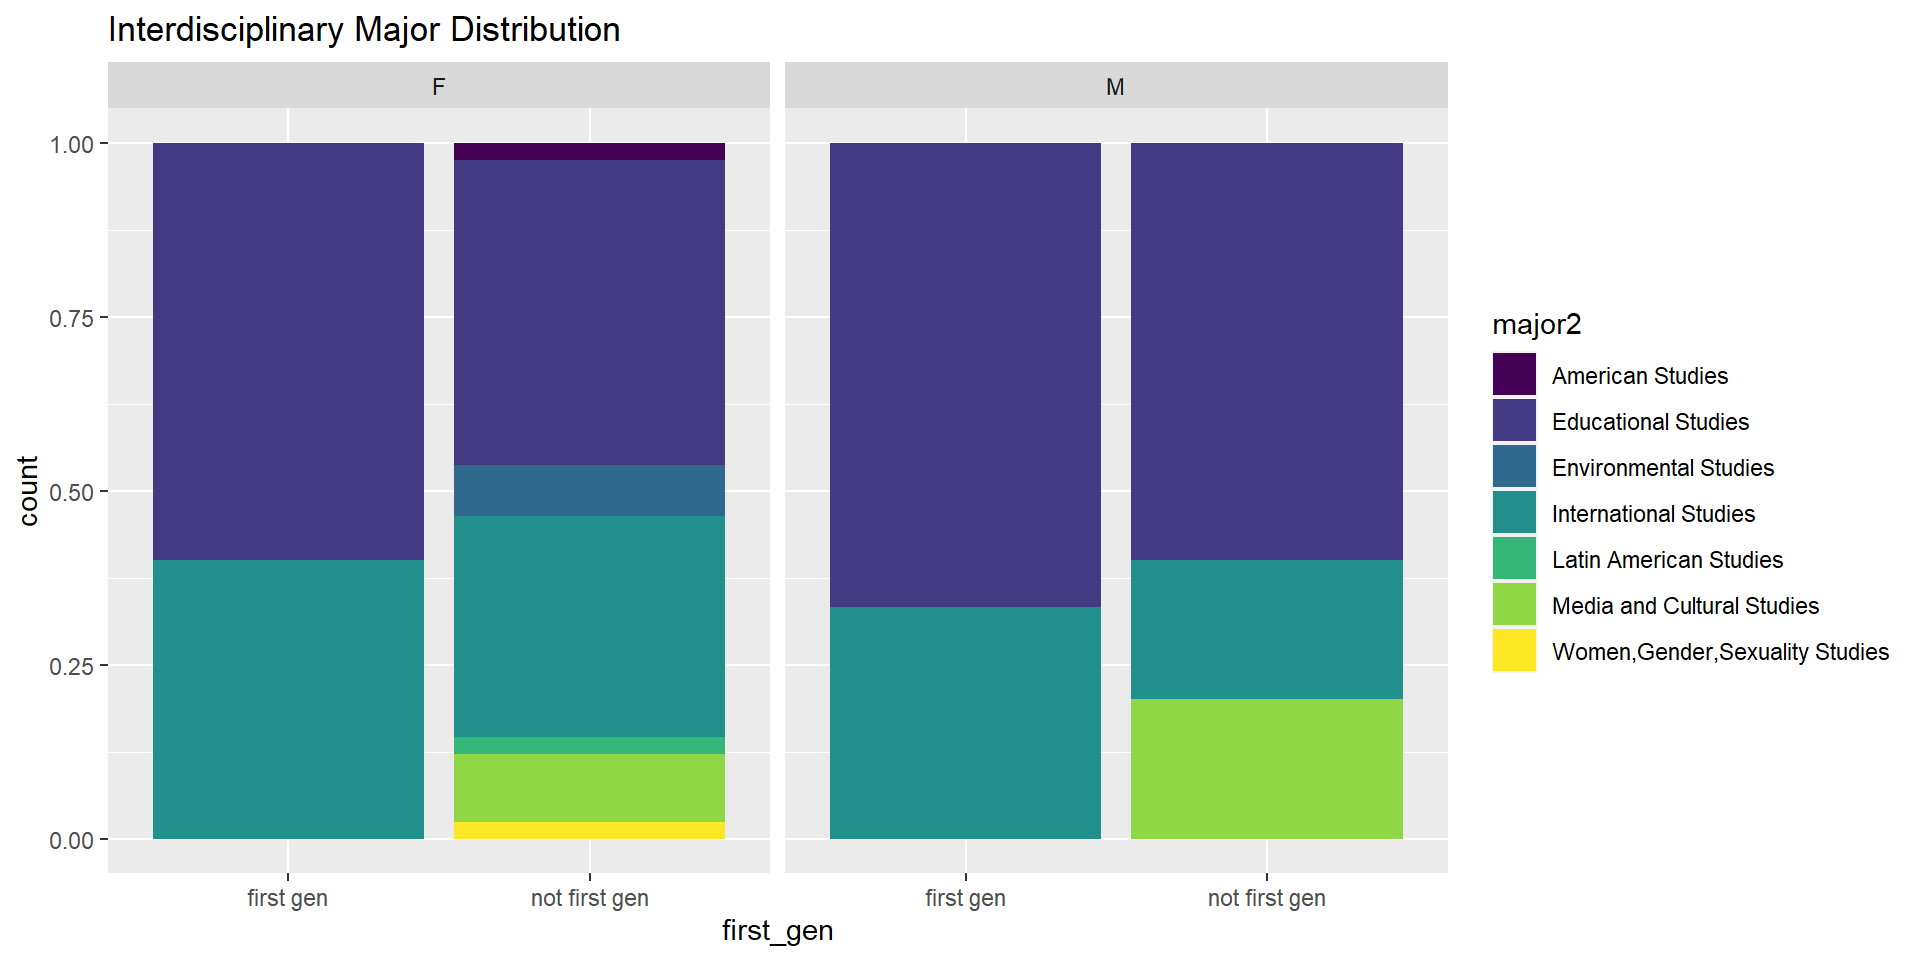 Interdisciplinary Major Distribution
F
M
1.00
0.75
0.50
0.25
0.00
count
first gen
not first gen
first gen
not first gen
first_gen
major2
American Studies
Educational Studies
Environmental Studies
International Studies
Latin American Studies
Media and Cultural Studies
Women,Gender,Sexuality Studies